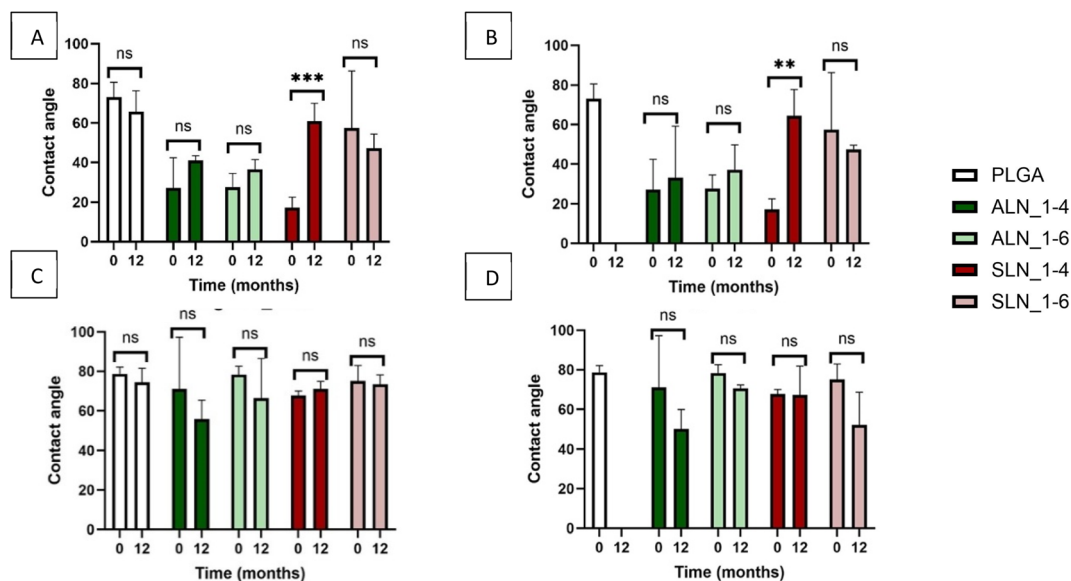 A
100
80
60
40
20
0
Contact angle
ns
ns
ns
***
ns
0 12 0 12 0 12 0 12 0 12
Time (months)
B
100
80
60
40
20
0
Contact angle
ns
ns
**
ns
0 12 0 12 0 12 0 12 0 12
Time (months)
PLGA
ALN_1-4
ALN_1-6
SLN_1-4
SLN_1-6
C
100
80
60
40
20
0
Contact angle
ns
ns
ns
ns
ns
0 12 0 12 0 12 0 12 0 12
Time (months)
D
100
80
60
40
20
0
Contact angle
ns
ns
ns
ns
0 12 0 12 0 12 0 12 0 12
Time (months)